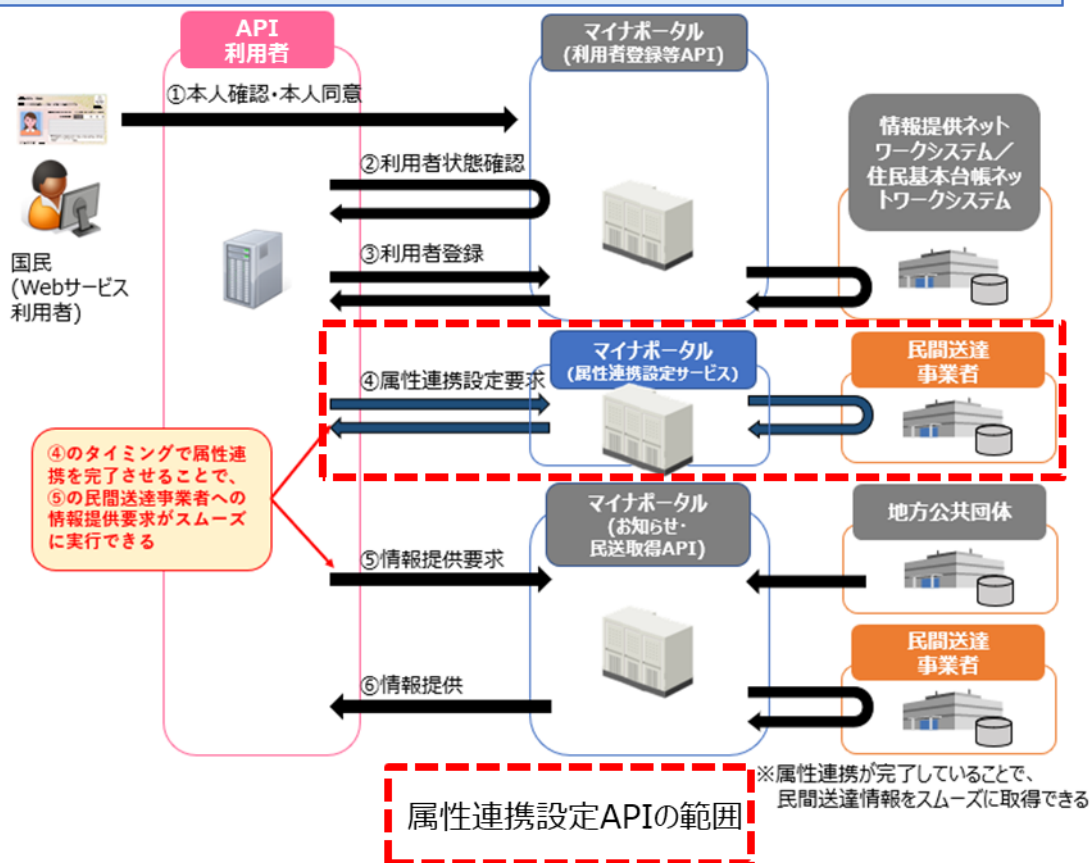 API
利用者
マイナポータル
(利用者登録等API)
①本人確認・本人同意
情報提供ネット
ワークシステム／
住民基本台帳ネッ
トワークシステム
②利用者状態確認
③利用者登録
国民
(Webサービス
利用者)
マイナポータル
(属性連携設定サービス)
民間送達
事業者
④属性連携設定要求
④のタイミングで属性連
携を完了させることで、
⑤の民間送達事業者への
情報提供要求がスムーズ
に実行できる
マイナポータル
(お知らせ・
民送取得API)
地方公共団体
⑤情報提供要求
民間送達
事業者
⑥情報提供
※属性連携が完了していることで、
民間送達情報をスムーズに取得できる
属性連携設定APIの範囲